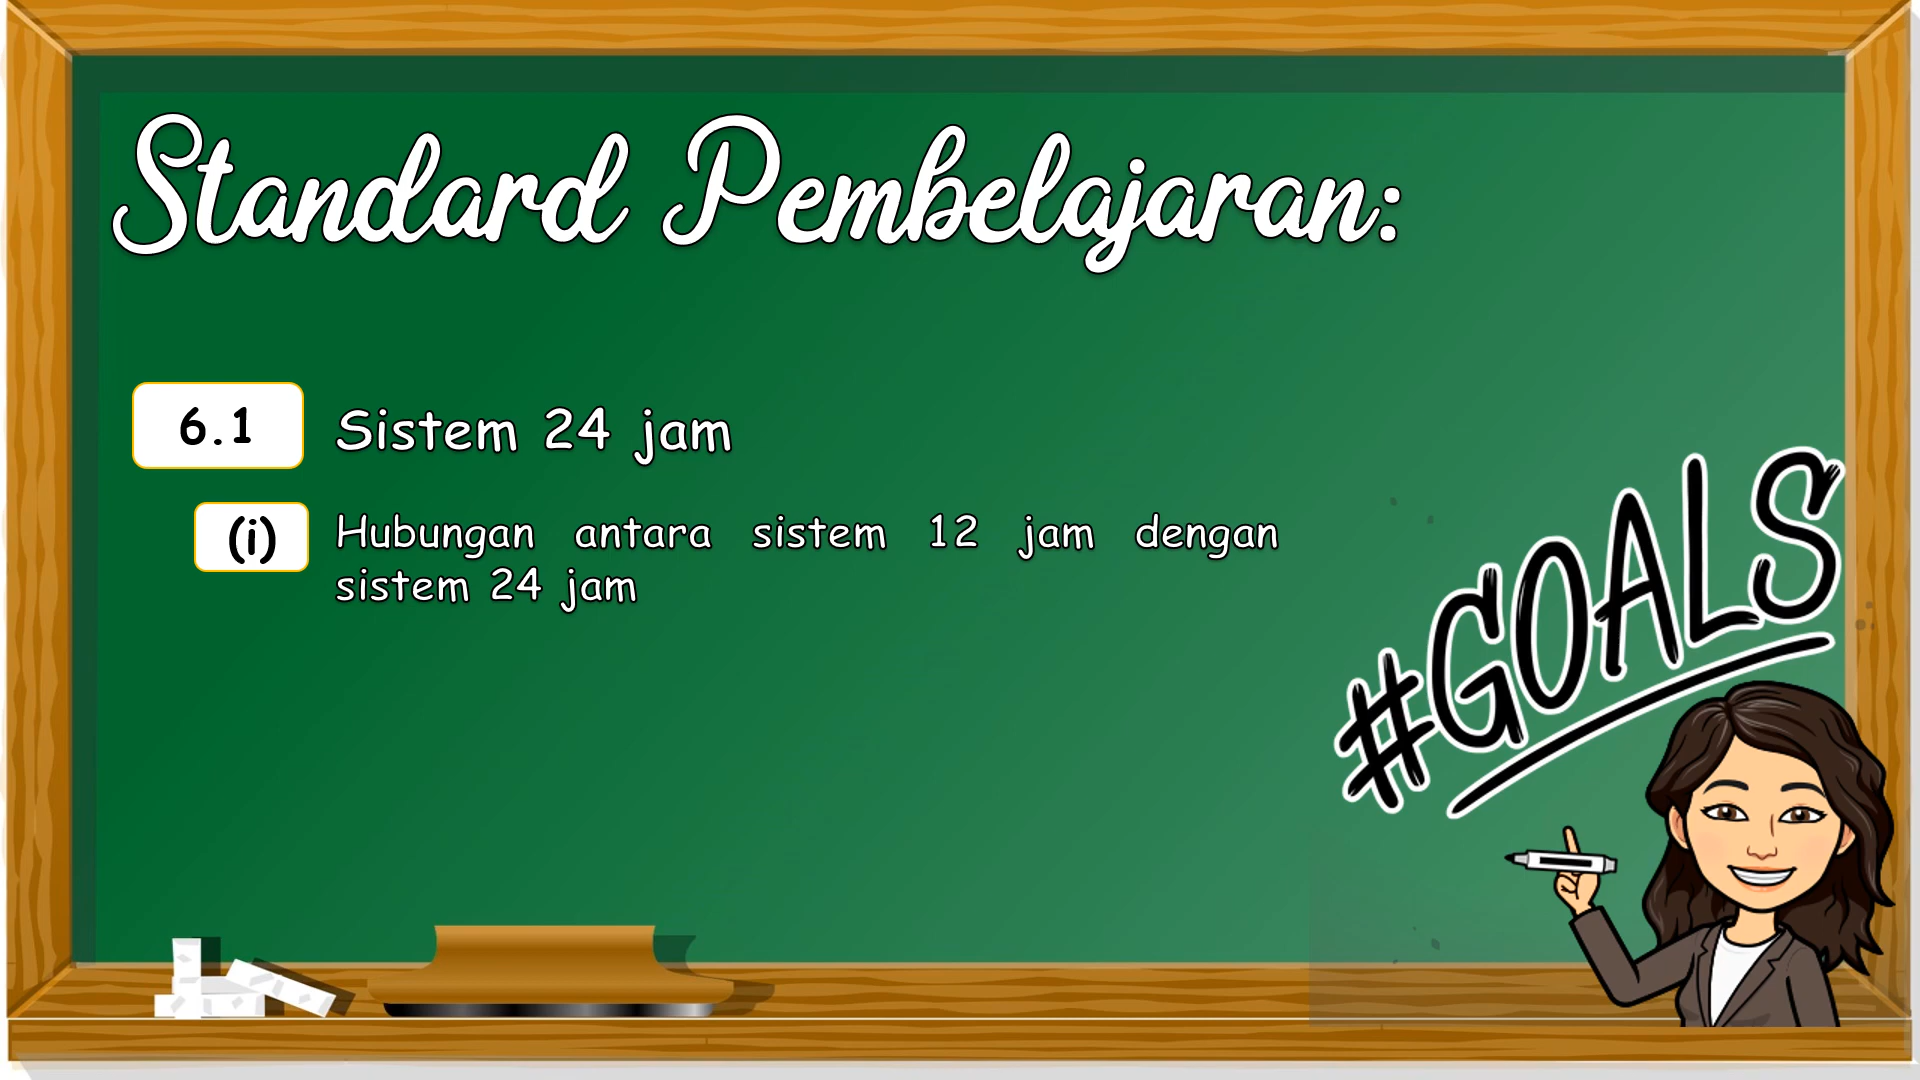 Standard Pembelajaran:
6.1 Sistem 24 jam
(i) Hubungan antara sistem 12 jam dengan
sistem 24 jam
#GOALS